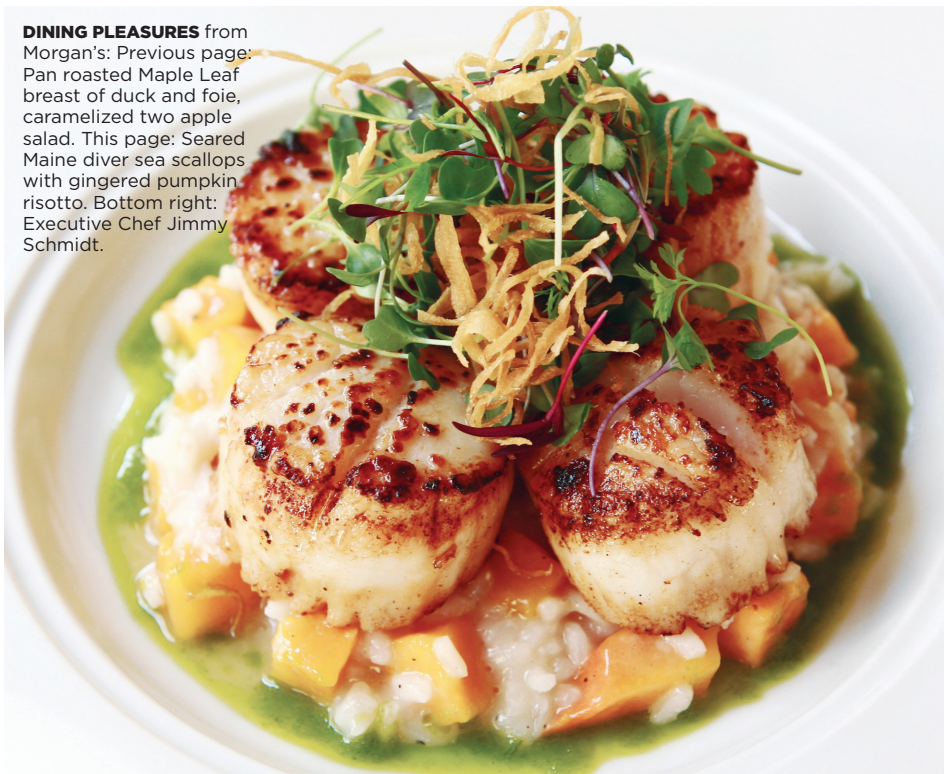 DINING PLEASURES from
Morgan's: Previous page:
Pan roasted Maple Leaf
breast of duck and foie,
caramelized two apple
salad. This page: Seared
Maine diver sea scallops
with gingered pumpkin
risotto. Bottom right:
Executive Chef Jimmy
Schmidt.